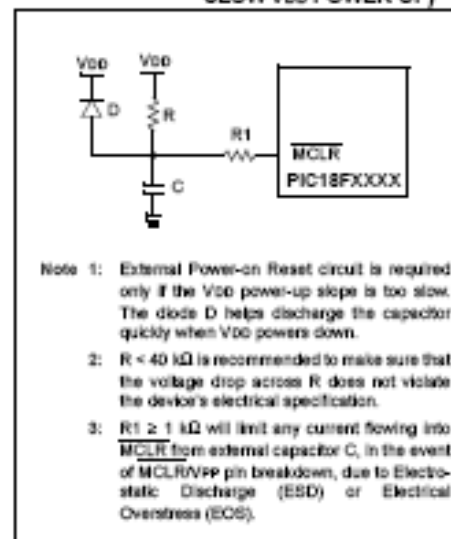 VDD VDD
D R
R1
MCLR
PIC18FXXXX
C
Note 1: External Power-on Reset circuit is required
only if the VDD power-up slope is too slow.
The diode D helps discharge the capacitor
quickly when VDD powers down.
2: R < 40 kΩ is recommended to make sure that
the voltage drop across R does not violate
the device's electrical specification.
3: R1 ≥ 1 kΩ will limit any current flowing into
MCLR from external capacitor C, in the event
of MCLR/VPP pin breakdown, due to Electro-
static Discharge (ESD) or Electrical
Overstress (EOS).